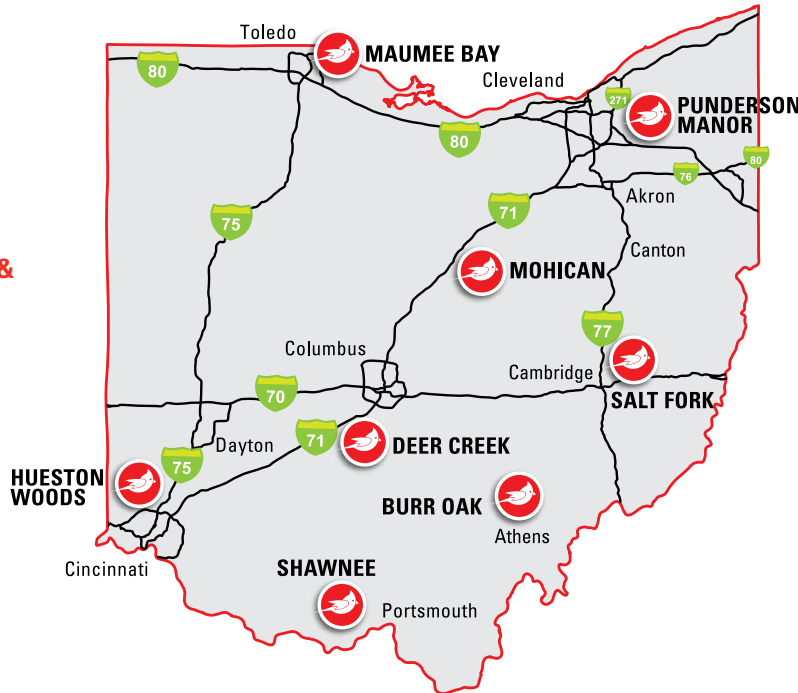 Toledo
MAUMEE BAY
80
Cleveland
271
PUNDERSON
MANOR
80
80
76
Akron
75
71
Canton
&
MOHICAN
77
Columbus
Cambridge
70
SALT FORK
71
Dayton
DEER CREEK
75
HUESTON
WOODS
BURR OAK
Athens
Cincinnati
SHAWNEE
Portsmouth